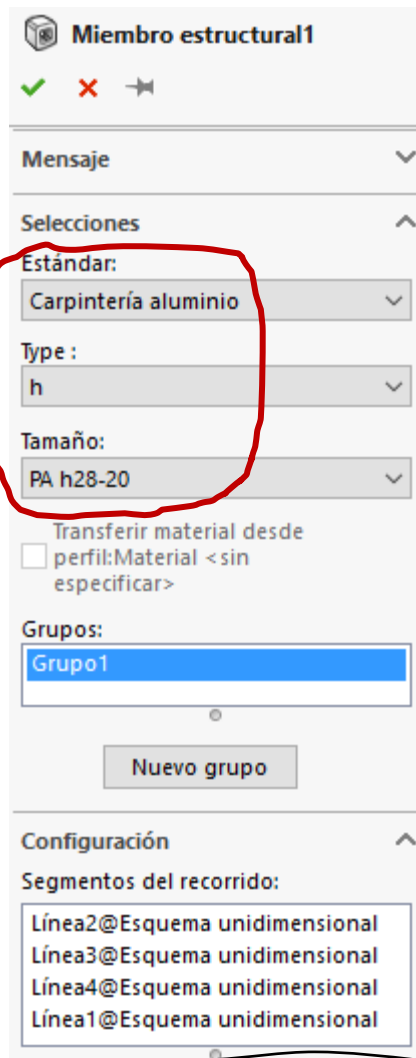 Miembro estructural1
Mensaje
Selecciones
Estándar:
Carpintería aluminio
Type :
h
Tamaño:
PA h28-20
Transferir material desde
perfil:Material <sin
especificar>
Grupos:
Grupo1
Nuevo grupo
Configuración
Segmentos del recorrido:
Línea2@Esquema unidimensional
Línea3@Esquema unidimensional
Línea4@Esquema unidimensional
Línea1@Esquema unidimensional